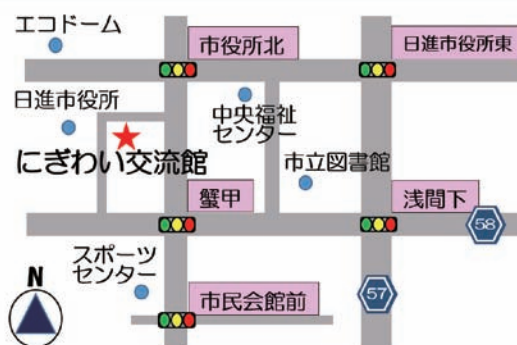 エコドーム
市役所北
日進市役所東
日進市役所
中央福祉
センター
にぎわい交流館
市立図書館
蟹甲
浅間下
58
スポーツ
センター
N
市民会館前
57